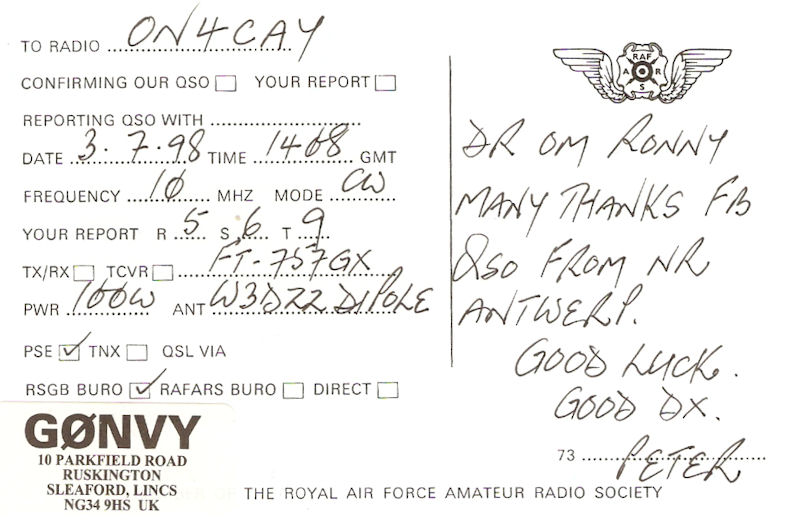 TO RADIO ON4CAY
CONFIRMING OUR QSO YOUR REPORT
REPORTING QSO WITH
DATE 3.7.98 TIME 14Ø8 GMT
FREQUENCY 1Ø MHZ MODE CW
YOUR REPORT R 5 S 6 T 9
TX/RX TCVR FT-757GX
PWR 1ØØW ANT W3DZZ DIPOLE
PSE ✓ TNX QSL VIA
RSGB BURO ✓ RAFARS BURO DIRECT
GØNVY
10 PARKFIELD ROAD
RUSKINGTON
SLEAFORD, LINCS
NG34 9HS UK
OF THE ROYAL AIR FORCE AMATEUR RADIO SOCIETY
RAF
A R
S
DR OM RONNY
MANY THANKS FB
QSO FROM NR
ANTWERP.
GOOD LUCK.
GOOD DX.
73 PETER